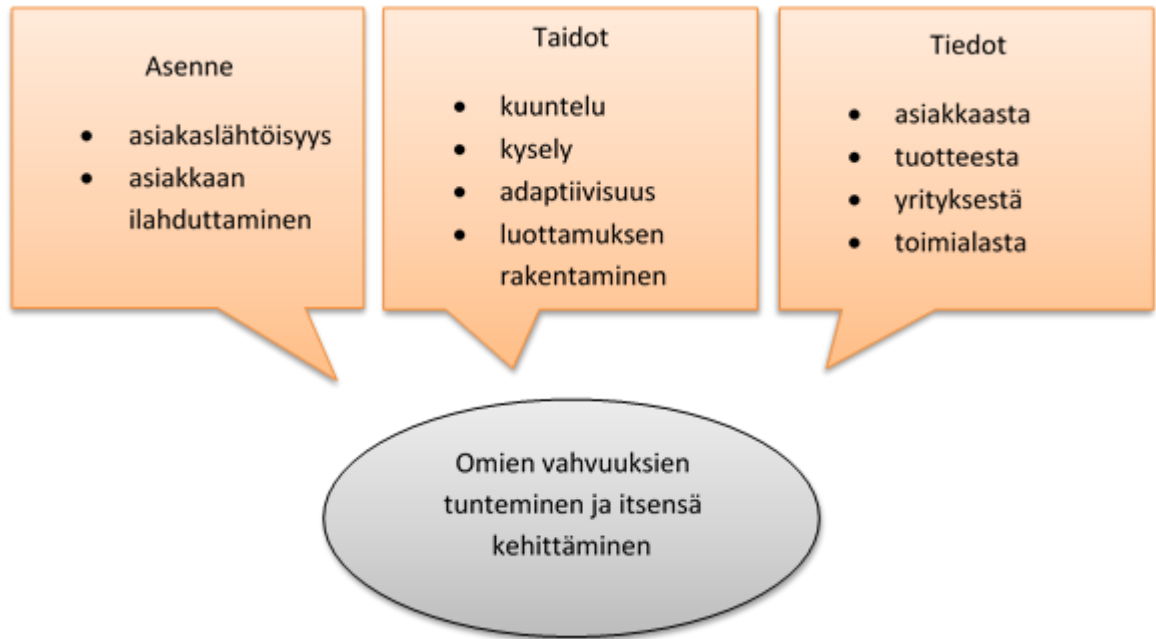 Asenne
• asiakaslähtöisyys
• asiakkaan
ilahduttaminen
Taidot
• kuuntelu
• kysely
• adaptiivisuus
• luottamuksen
rakentaminen
Tiedot
• asiakkaasta
• tuotteesta
• yrityksestä
• toimialasta
Omien vahvuuksien
tunteminen ja itsensä
kehittäminen